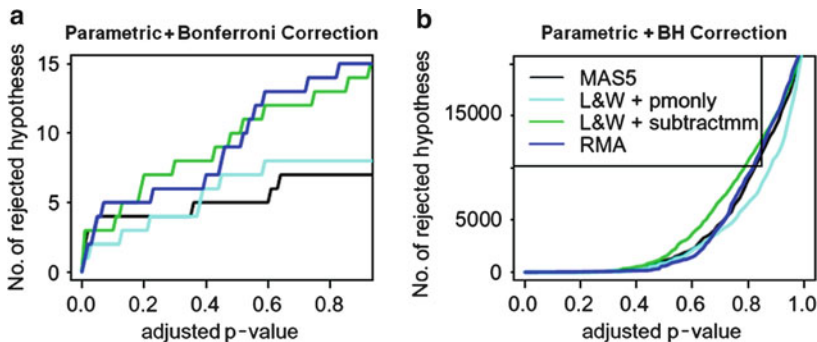 a
Parametric + Bonferroni Correction
No. of rejected hypotheses
15
10
5
0
0.0 0.2 0.4 0.6 0.8
adjusted p-value
b
Parametric + BH Correction
No. of rejected hypotheses
15000
5000
0
MAS5
L&W + pmonly
L&W + subtractmm
RMA
0.0 0.2 0.4 0.6 0.8 1.0
adjusted p-value